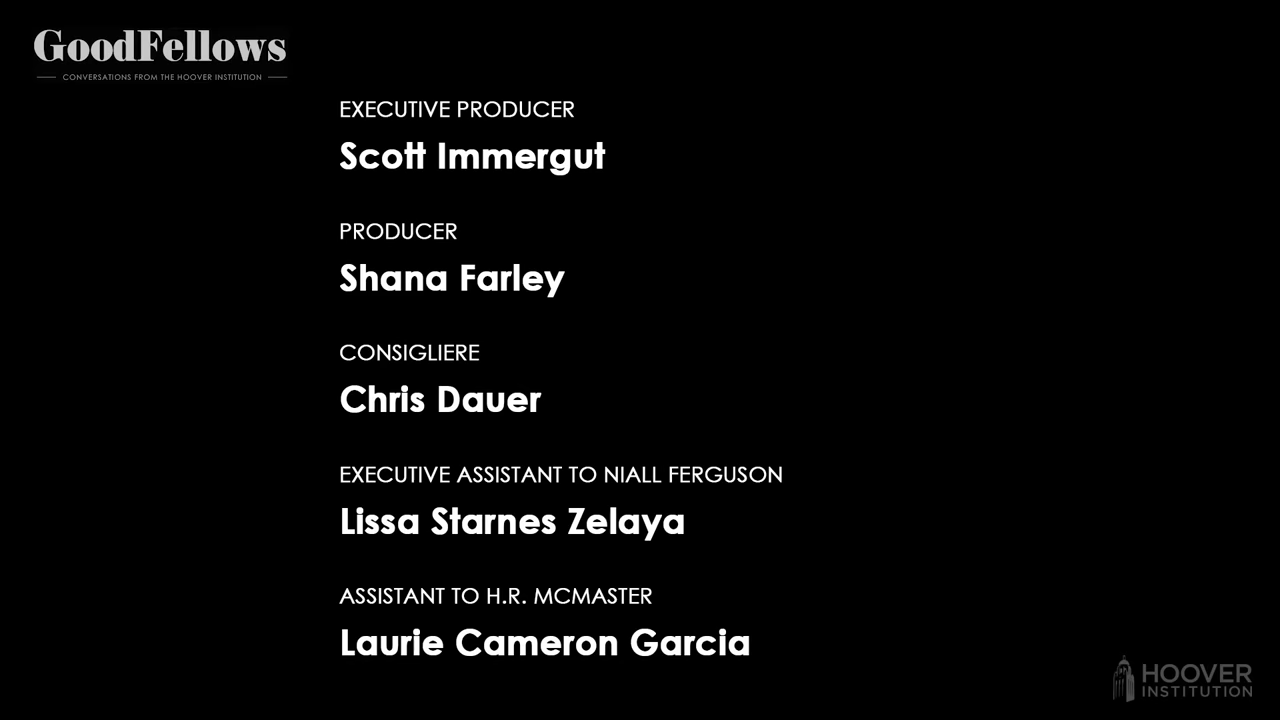 GoodFellows
CONVERSATIONS FROM THE HOOVER INSTITUTION
EXECUTIVE PRODUCER
Scott Immergut
PRODUCER
Shana Farley
CONSIGLIERE
Chris Dauer
EXECUTIVE ASSISTANT TO NIALL FERGUSON
Lissa Starnes Zelaya
ASSISTANT TO H.R. MCMASTER
Laurie Cameron Garcia
HOOVER
INSTITUTION